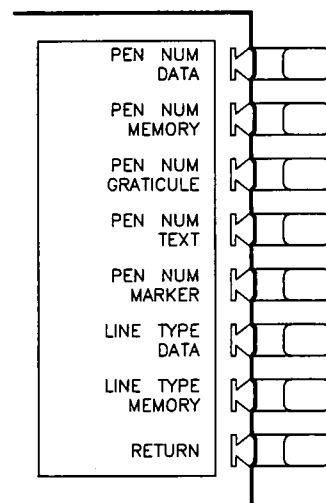 PEN NUM
DATA
PEN NUM
MEMORY
PEN NUM
GRATICULE
PEN NUM
TEXT
PEN NUM
MARKER
LINE TYPE
DATA
LINE TYPE
MEMORY
RETURN